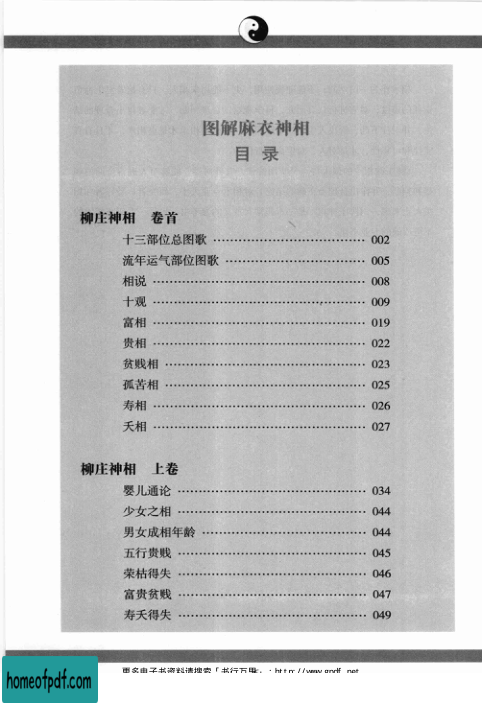 图解麻衣神相
目 录
柳庄神相 卷首
十三部位总图歌 …………………………… 002
流年运气部位图歌 …………………………… 005
相说 …………………………… 008
十观 …………………………… 009
富相 …………………………… 019
贵相 …………………………… 022
贫贱相 …………………………… 023
孤苦相 …………………………… 025
寿相 …………………………… 026
夭相 …………………………… 027
柳庄神相 上卷
婴儿通论 …………………………… 034
少女之相 …………………………… 044
男女成相年龄 …………………………… 044
五行贵贱 …………………………… 045
荣枯得失 …………………………… 046
富贵贫贱 …………………………… 047
寿夭得失 …………………………… 049
更多电子书资料请搜索「书行万里」：http://www.gpdf.net
homeofpdf.com